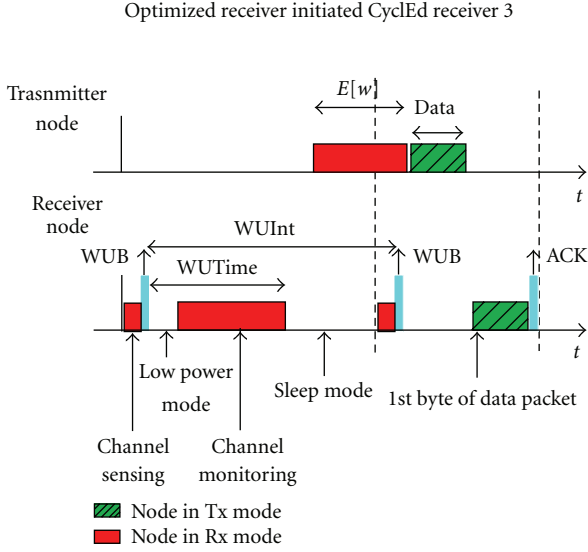 Optimized receiver initiated CyclEd receiver 3
E[w]
Data
Trasnmitter
node
t
Receiver
node
WUInt
WUB
WUB
ACK
WUTime
t
Low power
mode
Sleep mode
1st byte of data packet
Channel
sensing
Channel
monitoring
Node in Tx mode
Node in Rx mode